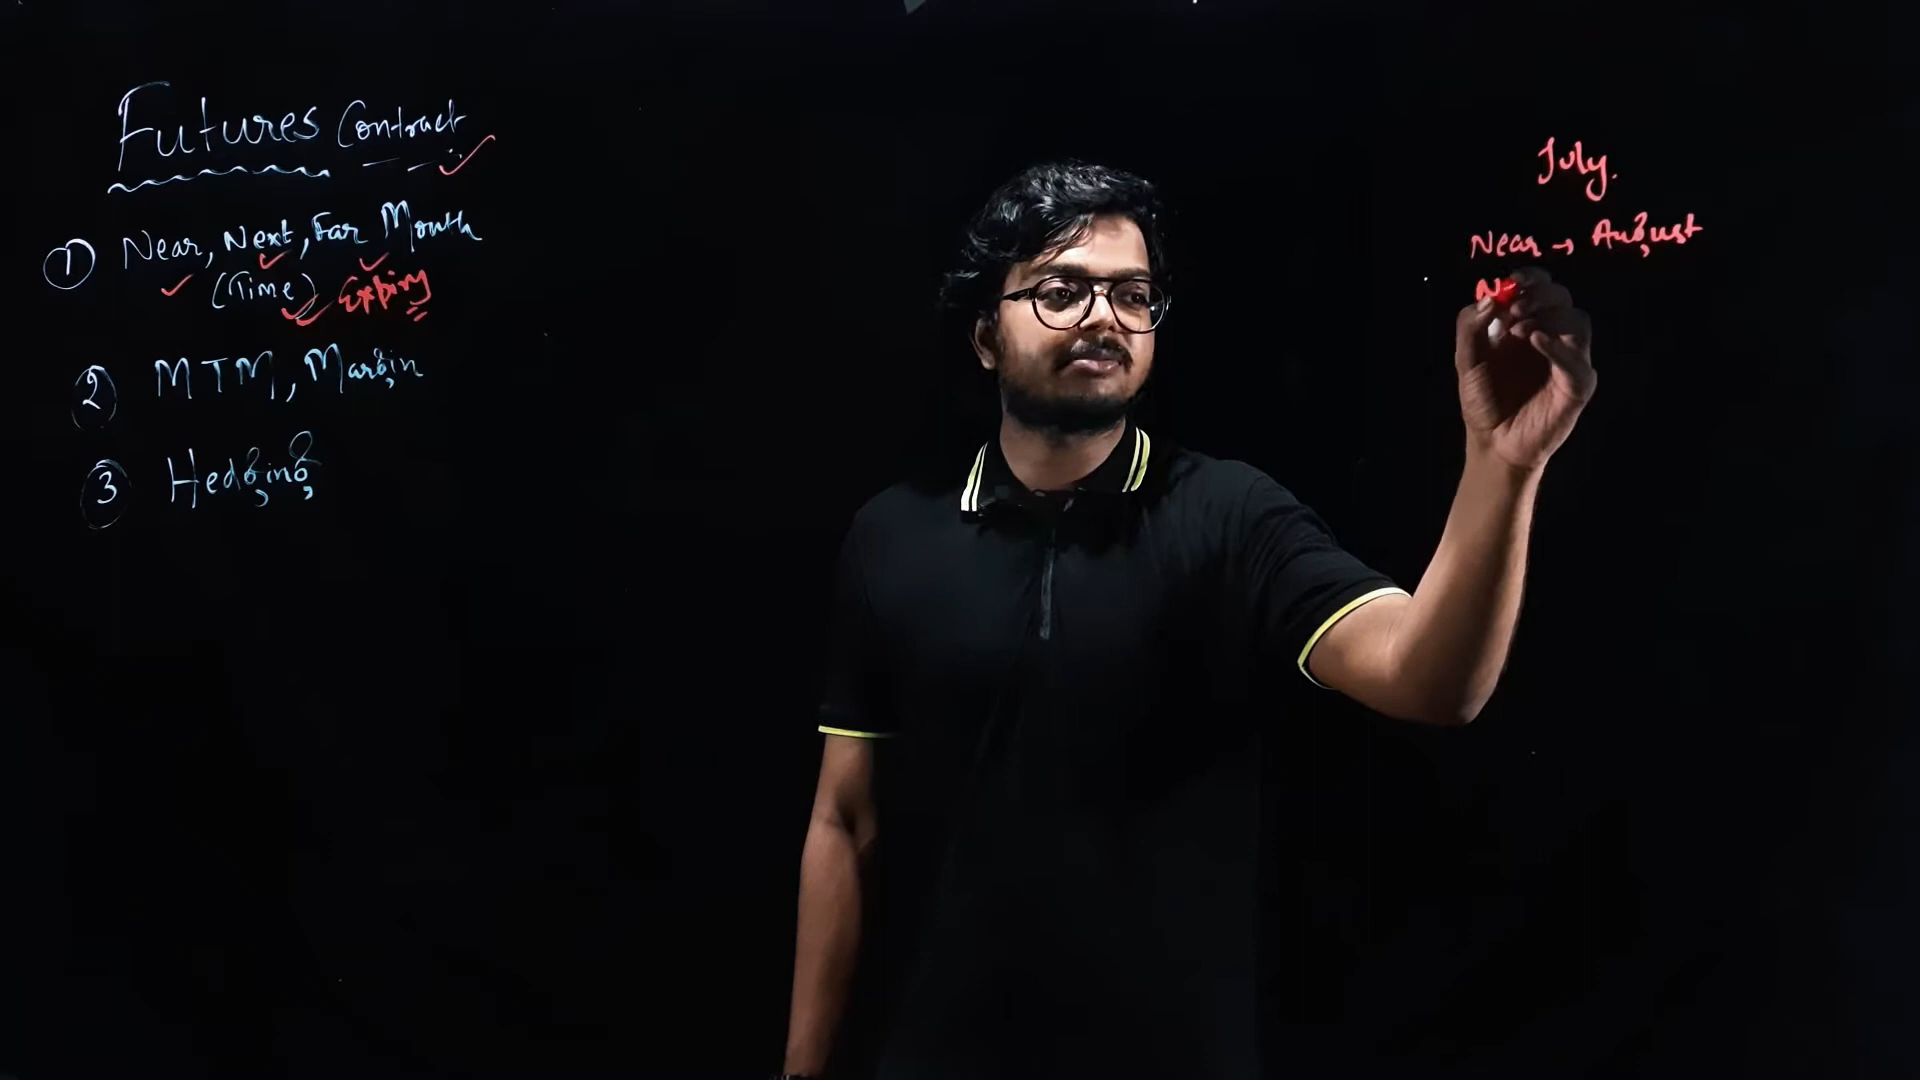 Futures Contract
① Near, Next, Far Month
(Time) Expiry
② MTM, Margin
③ Hedging
July.
Near → August